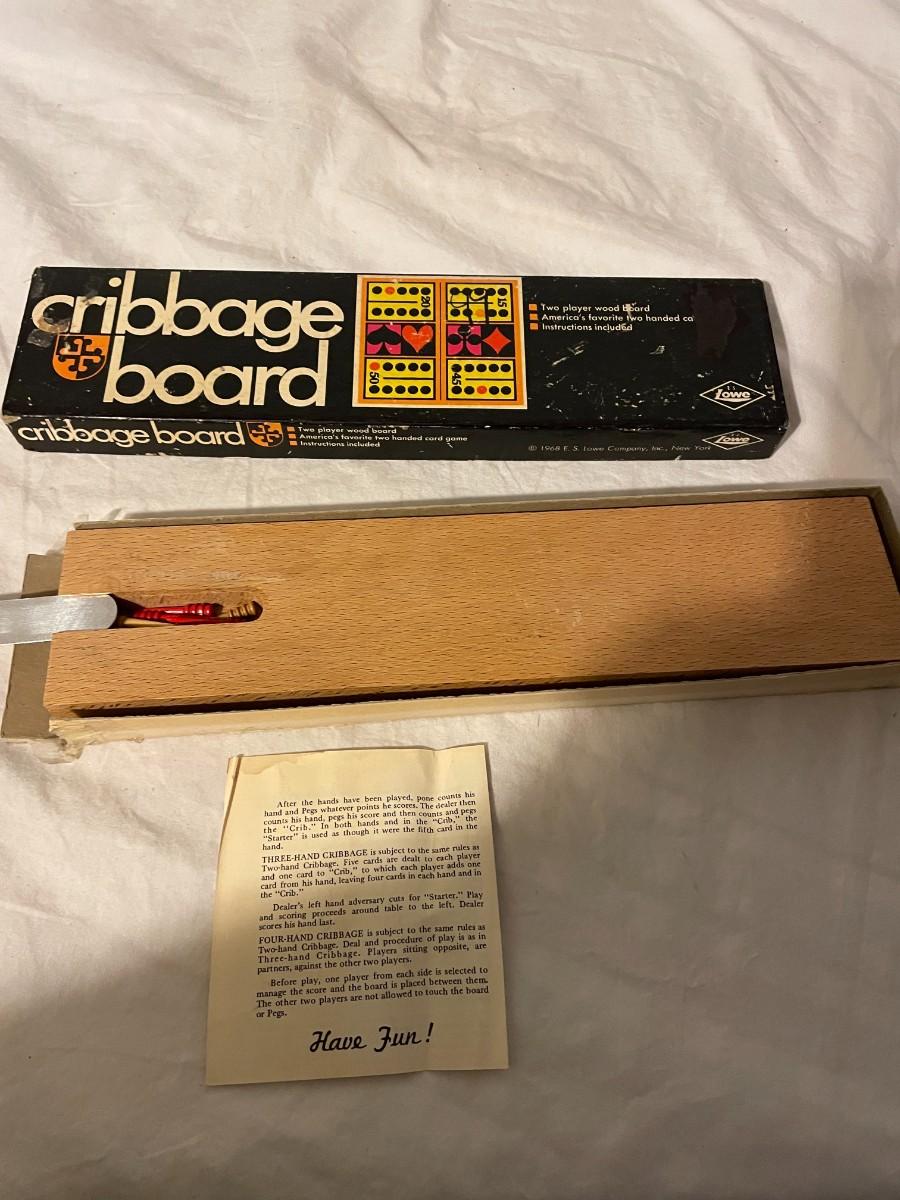 cribbage
board
20
15
50
45
Two player wood board
America's favorite two handed ca
Instructions included
E S
Lowe
cribbage board
Two player wood board
America's favorite two handed card game
Instructions included
© 1968 E. S. Lowe Company, Inc., New York
Lowe
After the hands have been played, pone counts his
hand and Pegs whatever points he scores. The dealer then
counts his hand, pegs his score and then counts and pegs
the "Crib." In both hands and in the "Crib," the
"Starter" is used as though it were the fifth card in the
hand.
THREE-HAND CRIBBAGE is subject to the same rules as
Two-hand Cribbage. Five cards are dealt to each player
and one card to "Crib," to which each player adds one
card from his hand, leaving four cards in each hand and in
the "Crib."
Dealer's left hand adversary cuts for "Starter." Play
and scoring proceeds around table to the left. Dealer
scores his hand last.
FOUR-HAND CRIBBAGE is subject to the same rules as
Two-hand Cribbage. Deal and procedure of play is as in
Three-hand Cribbage. Players sitting opposite, are
partners, against the other two players.
Before play, one player from each side is selected to
manage the score and the board is placed between them.
The other two players are not allowed to touch the board
or Pegs.
Have Fun!